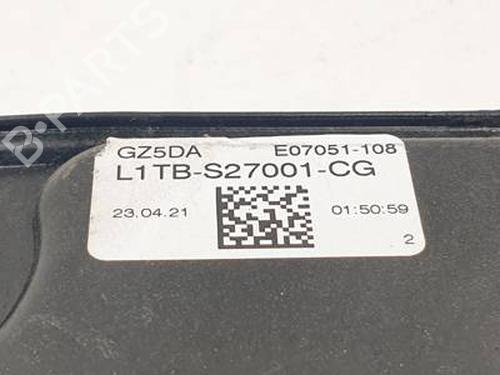 B-PARTS
GZ5DA E07051-108
L1TB-S27001-CG
23.04.21 01:50:59
2